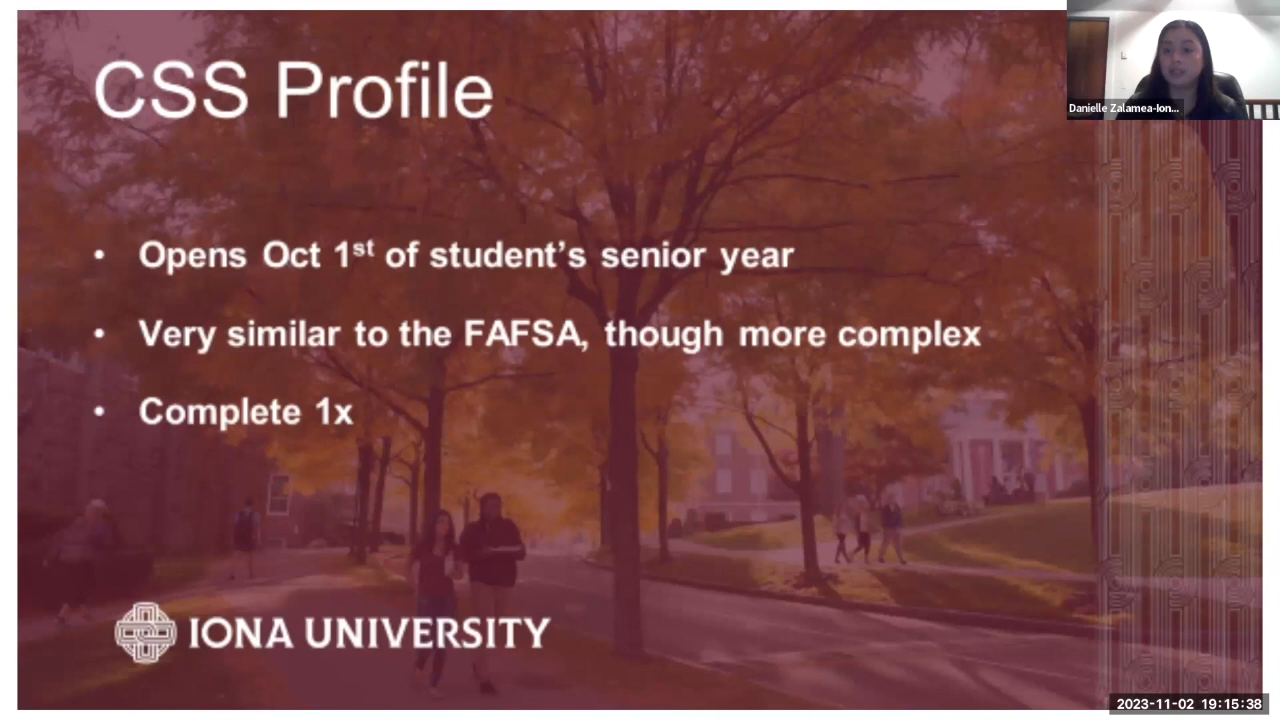 CSS Profile
Danielle Zalamea-Ion...
• Opens Oct 1st of student’s senior year
• Very similar to the FAFSA, though more complex
• Complete 1x
IONA UNIVERSITY
2023-11-02 19:15:38